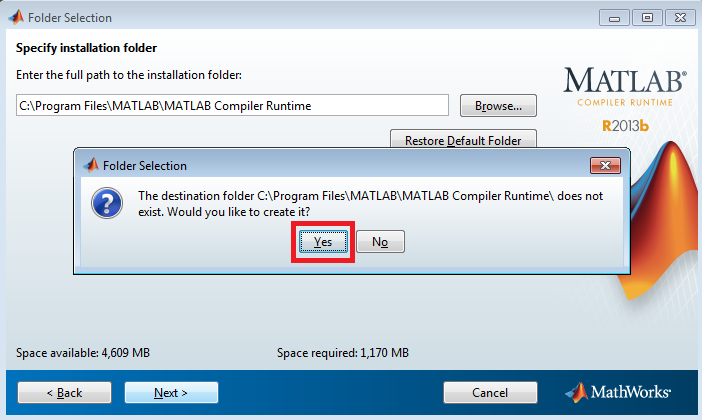 Folder Selection
Specify installation folder
Enter the full path to the installation folder:
C:\Program Files\MATLAB\MATLAB Compiler Runtime
Browse...
Restore Default Folder
MATLAB®
COMPILER RUNTIME
R2013b
Folder Selection
The destination folder C:\Program Files\MATLAB\MATLAB Compiler Runtime\ does not
exist. Would you like to create it?
Yes
No
Space available: 4,609 MB
Space required: 1,170 MB
< Back
Next >
Cancel
MathWorks®